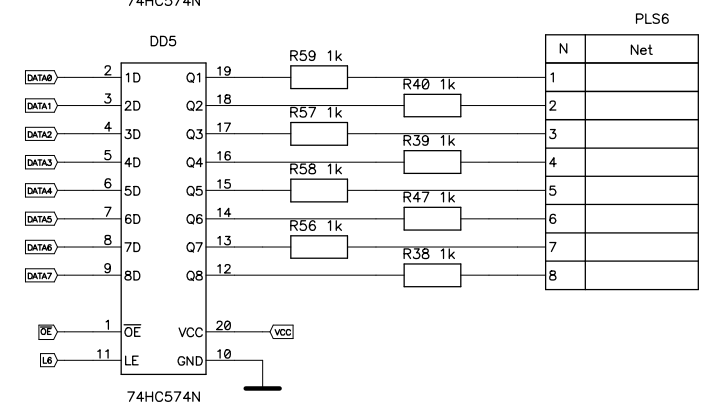 74HC574N
PLS6
DD5
N Net
R59 1k
DATA0 2 1D Q1 19 1
R40 1k
DATA1 3 2D Q2 18 2
R57 1k
DATA2 4 3D Q3 17 3
R39 1k
DATA3 5 4D Q4 16 4
R58 1k
DATA4 6 5D Q5 15 5
R47 1k
DATA5 7 6D Q6 14 6
R56 1k
DATA6 8 7D Q7 13 7
R38 1k
DATA7 9 8D Q8 12 8
OE 1 OE VCC 20 VCC
L6 11 LE GND 10
74HC574N